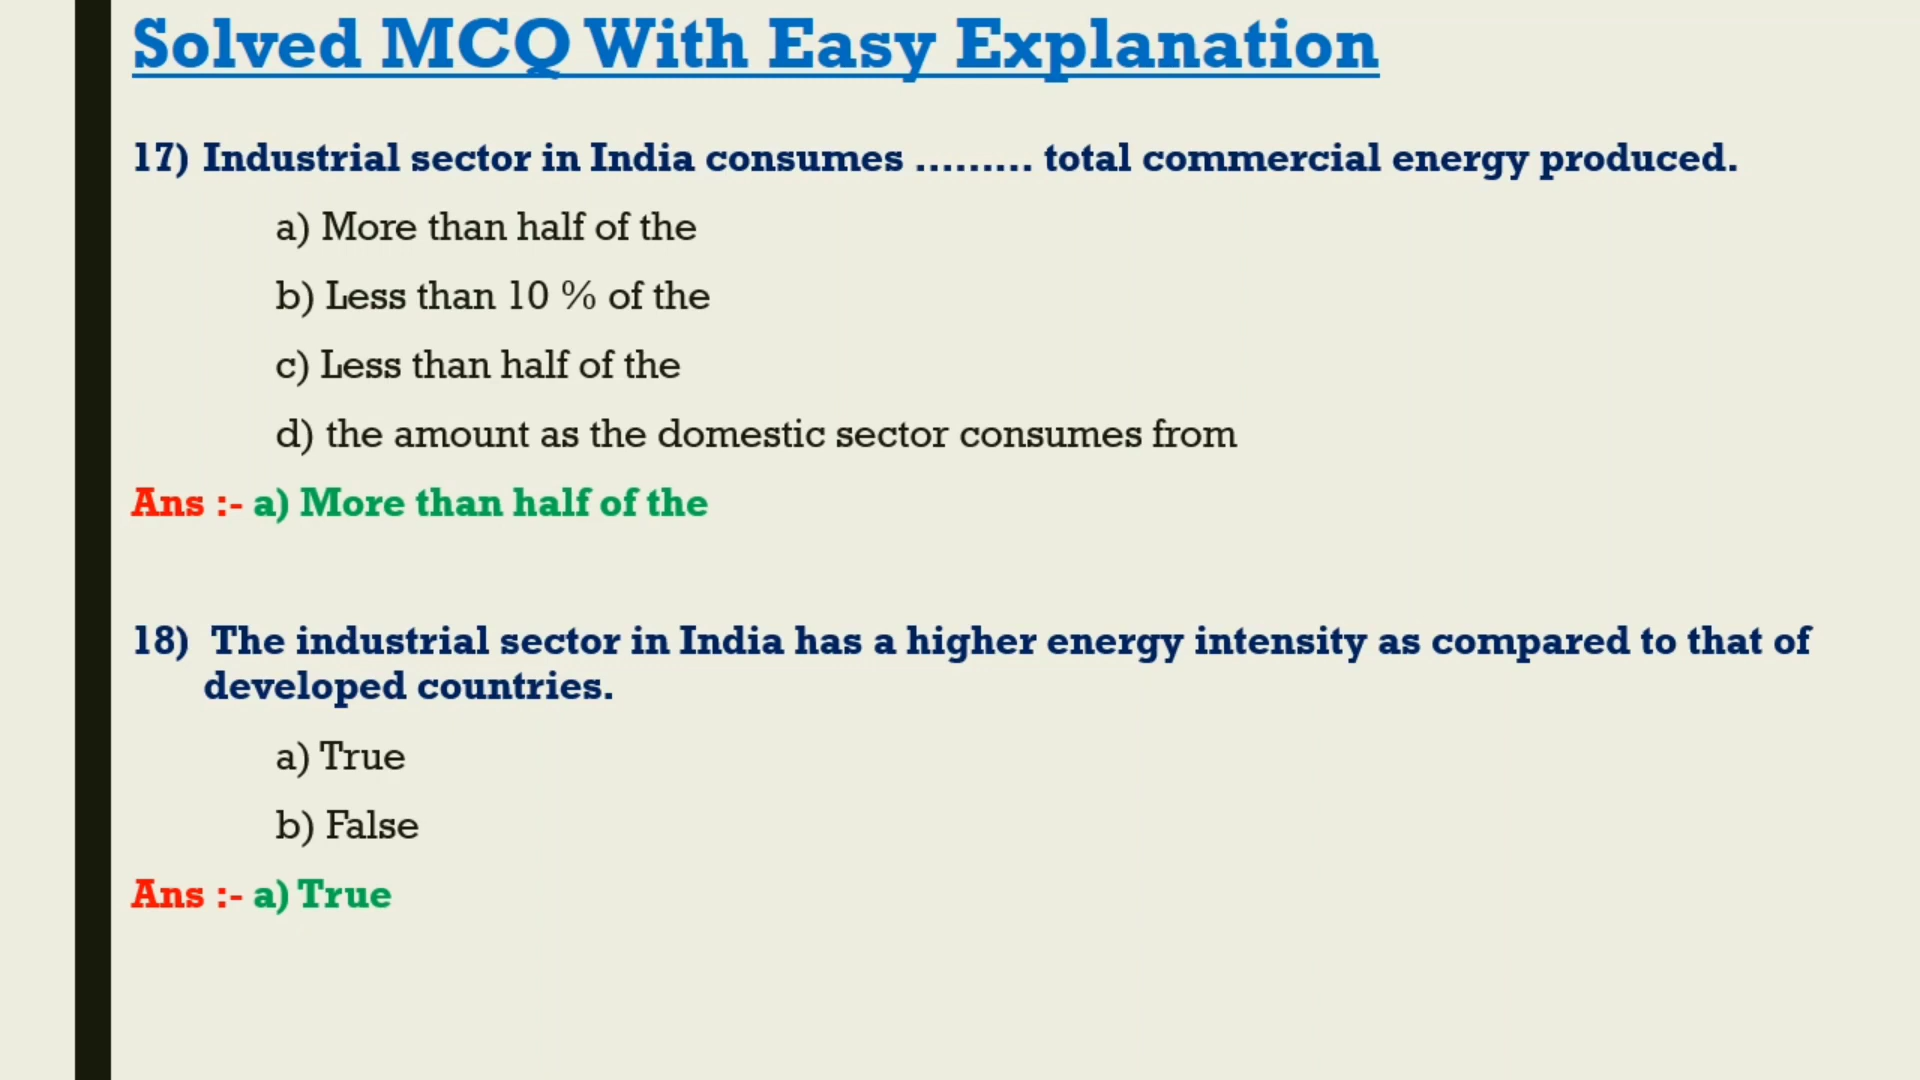 Solved MCQ With Easy Explanation
17) Industrial sector in India consumes ......... total commercial energy produced.
a) More than half of the
b) Less than 10 % of the
c) Less than half of the
d) the amount as the domestic sector consumes from
Ans :- a) More than half of the
18) The industrial sector in India has a higher energy intensity as compared to that of
developed countries.
a) True
b) False
Ans :- a) True